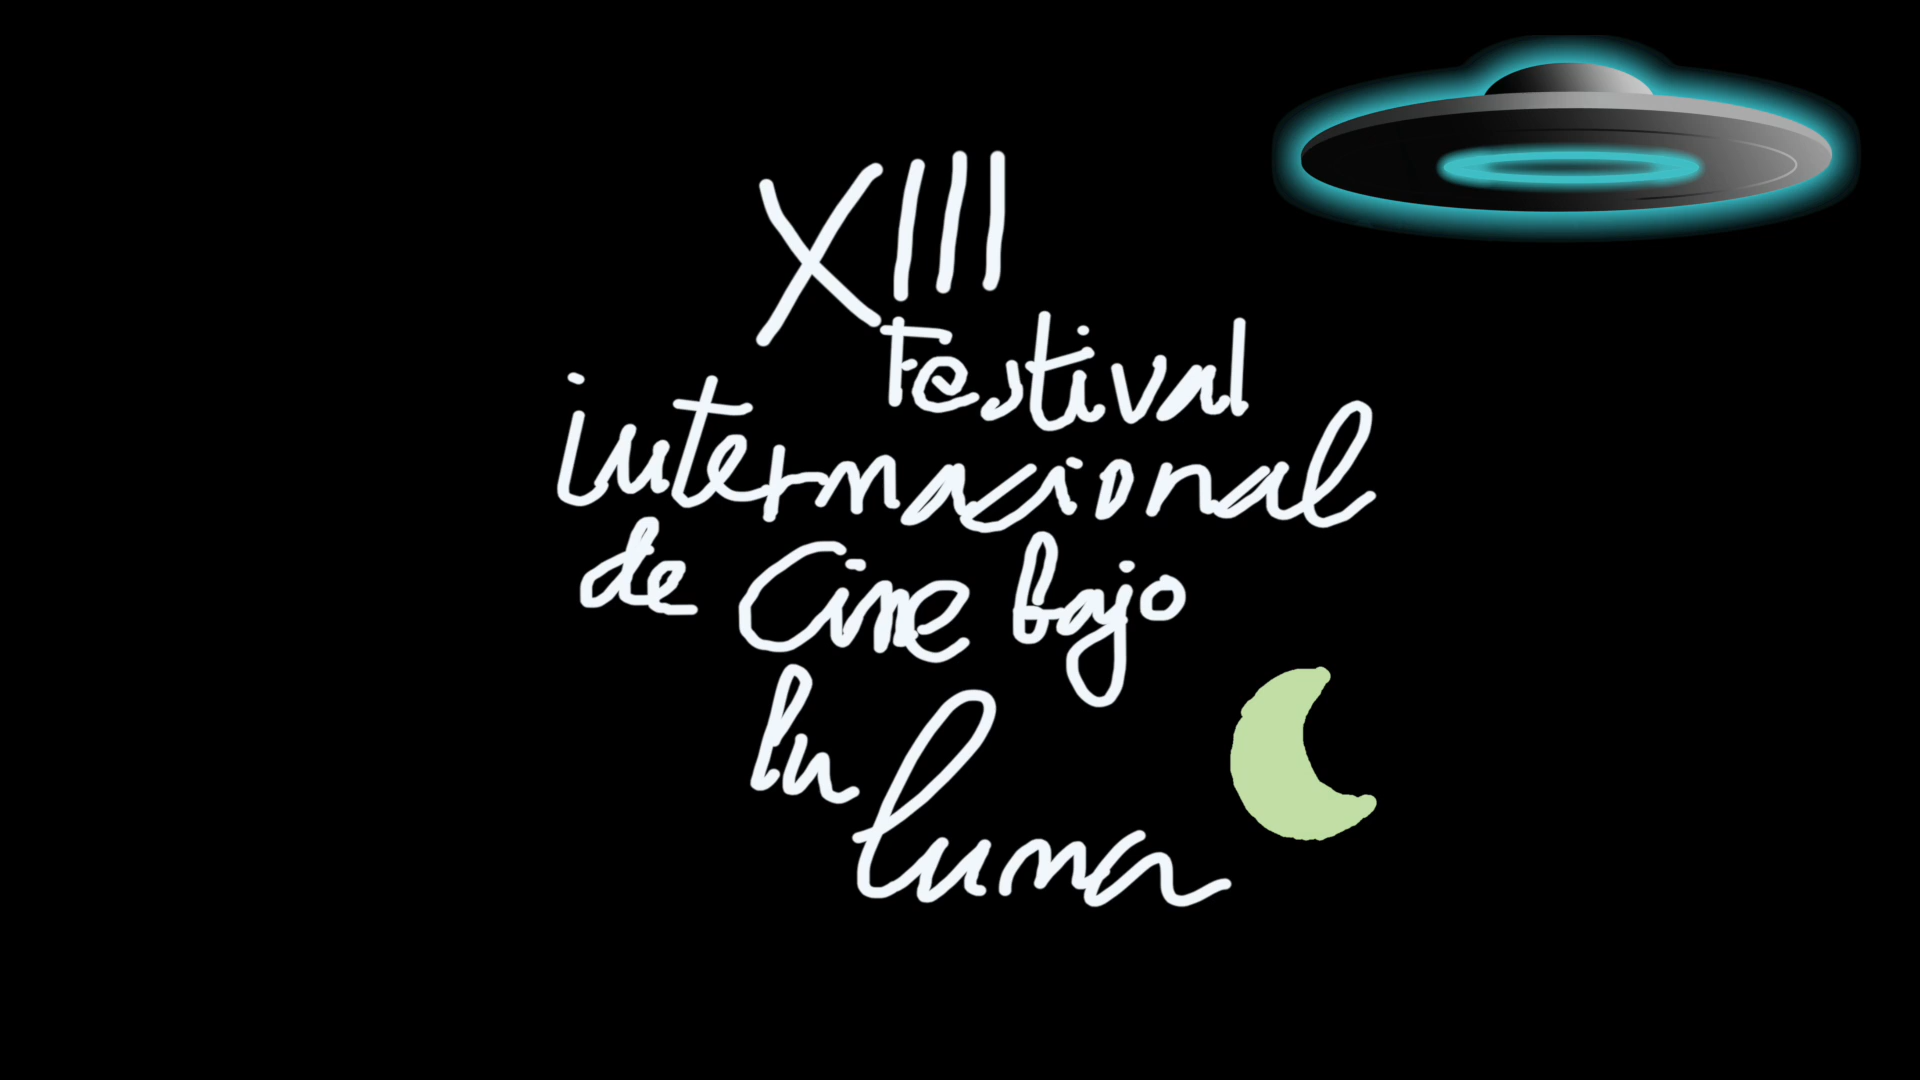 XIII
Festival
internacional
de Cine bajo
la
luna